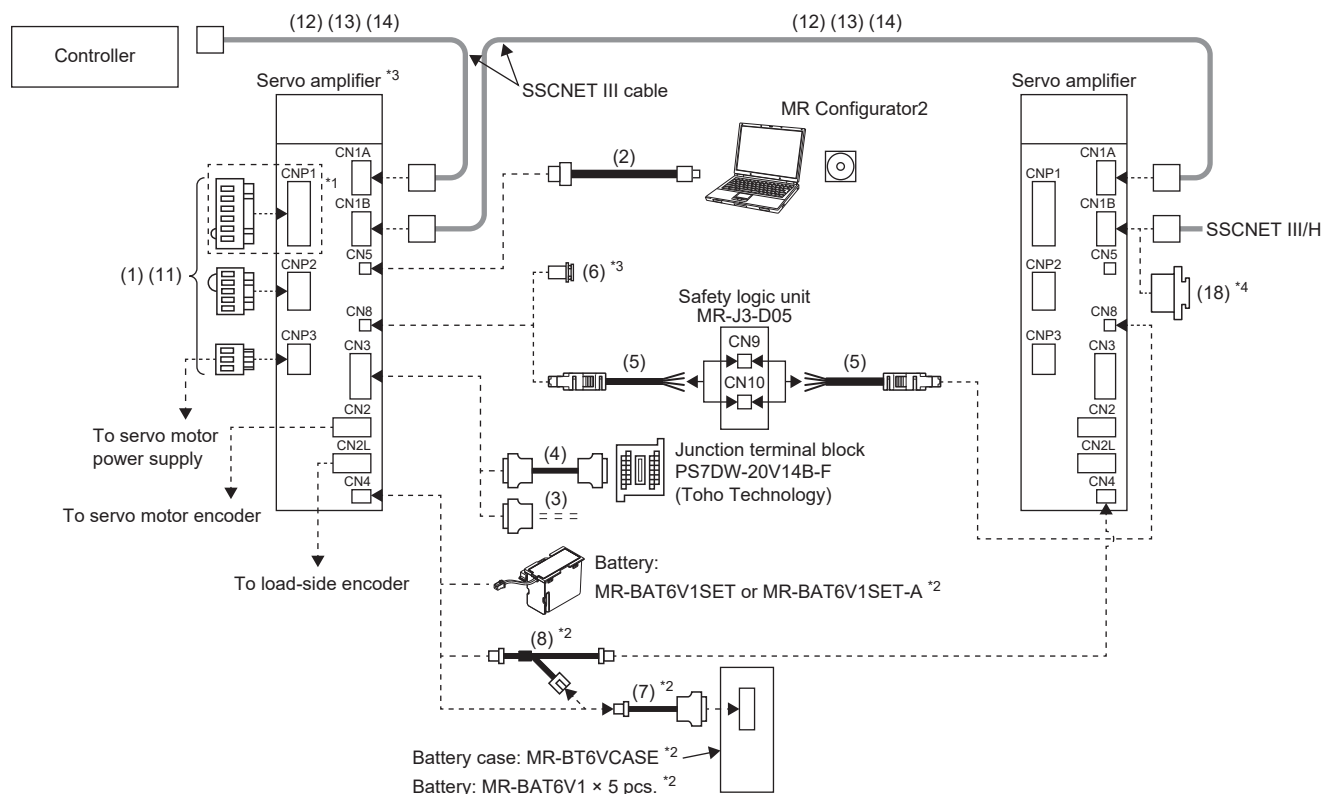 (12) (13) (14)
(12) (13) (14)
Controller
Servo amplifier *3
SSCNET III cable
Servo amplifier
MR Configurator2
CN1A
CNP1
*1
CN1B
CN5
CNP2
CN8
CNP3
CN3
CN2
CN2L
CN4
(1) (11)
(2)
(6) *3
Safety logic unit
MR-J3-D05
CN9
CN10
(5)
(5)
CN1A
CNP1
CN1B
CN5
CNP2
CN8
CNP3
CN3
CN2
CN2L
CN4
SSCNET III/H
(18) *4
To servo motor
power supply
(4)
Junction terminal block
PS7DW-20V14B-F
(Toho Technology)
(3)
To servo motor encoder
To load-side encoder
Battery:
MR-BAT6V1SET or MR-BAT6V1SET-A *2
(8) *2
(7) *2
Battery case: MR-BT6VCASE *2
Battery: MR-BAT6V1 × 5 pcs. *2